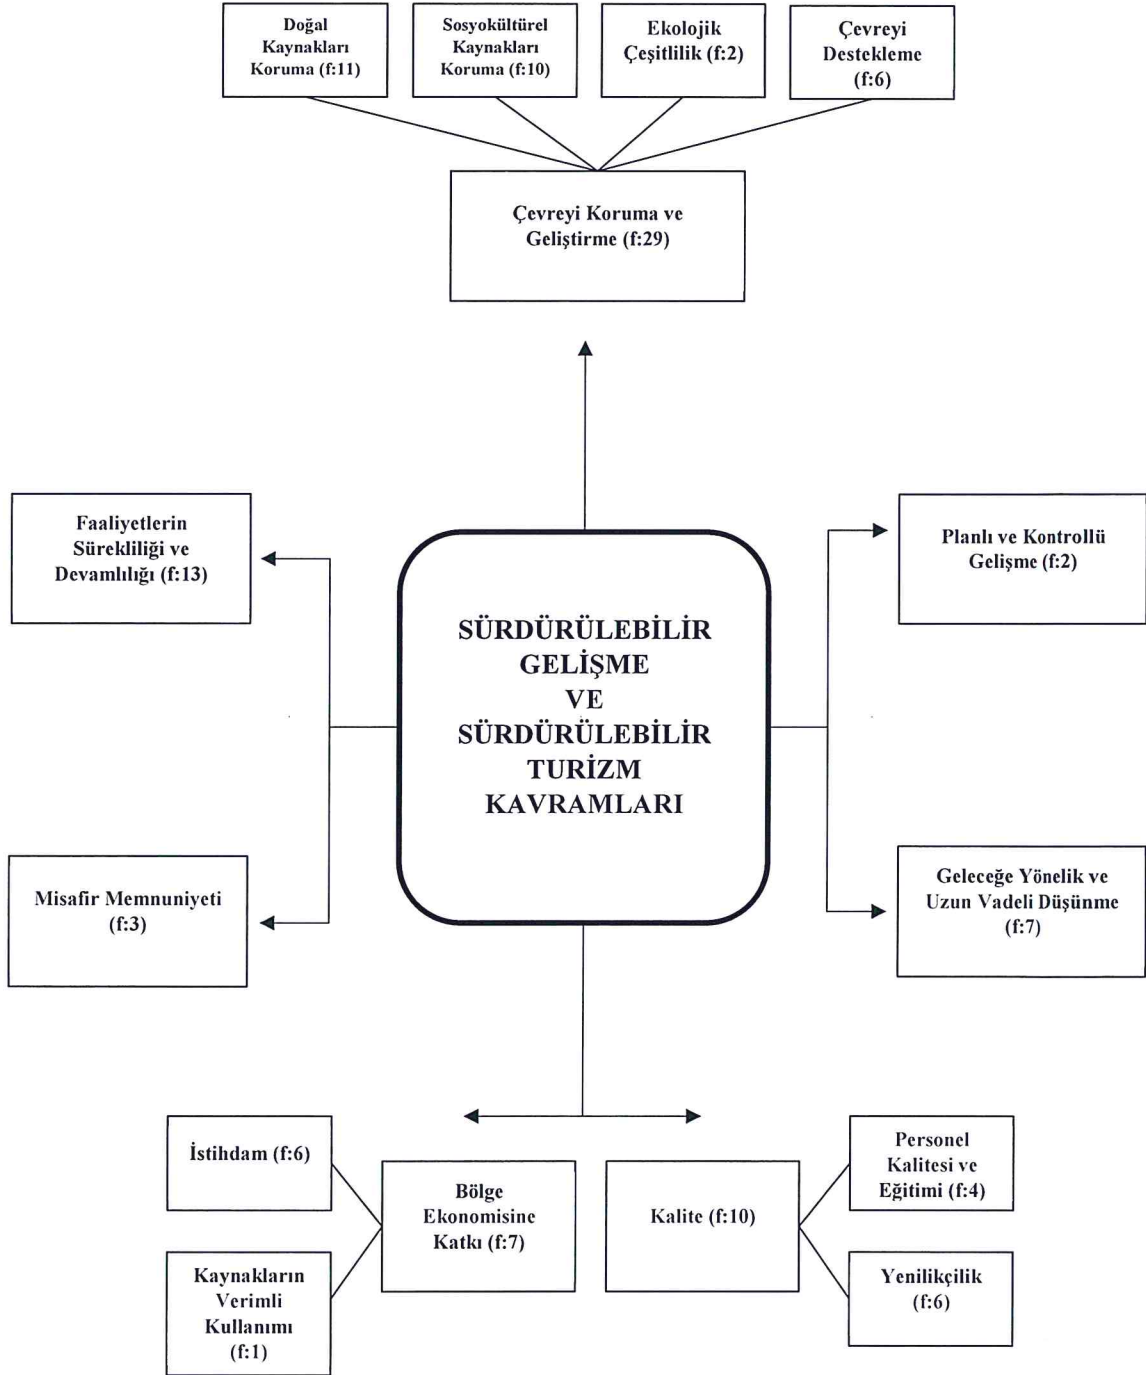 Doğal
Kaynakları
Koruma (f:11)
Sosyokültürel
Kaynakları
Koruma (f:10)
Ekolojik
Çeşitlilik (f:2)
Çevreyi
Destekleme
(f:6)
Çevreyi Koruma ve
Geliştirme (f:29)
Faaliyetlerin
Sürekliliği ve
Devamlılığı (f:13)
Planlı ve Kontrollü
Gelişme (f:2)
SÜRDÜRÜLEBİLİR
GELİŞME
VE
SÜRDÜRÜLEBİLİR
TURİZM
KAVRAMLARI
Misafir Memnuniyeti
(f:3)
Geleceğe Yönelik ve
Uzun Vadeli Düşünme
(f:7)
İstihdam (f:6)
Bölge
Ekonomisine
Katkı (f:7)
Kaynakların
Verimli
Kullanımı
(f:1)
Kalite (f:10)
Personel
Kalitesi ve
Eğitimi (f:4)
Yenilikçilik
(f:6)